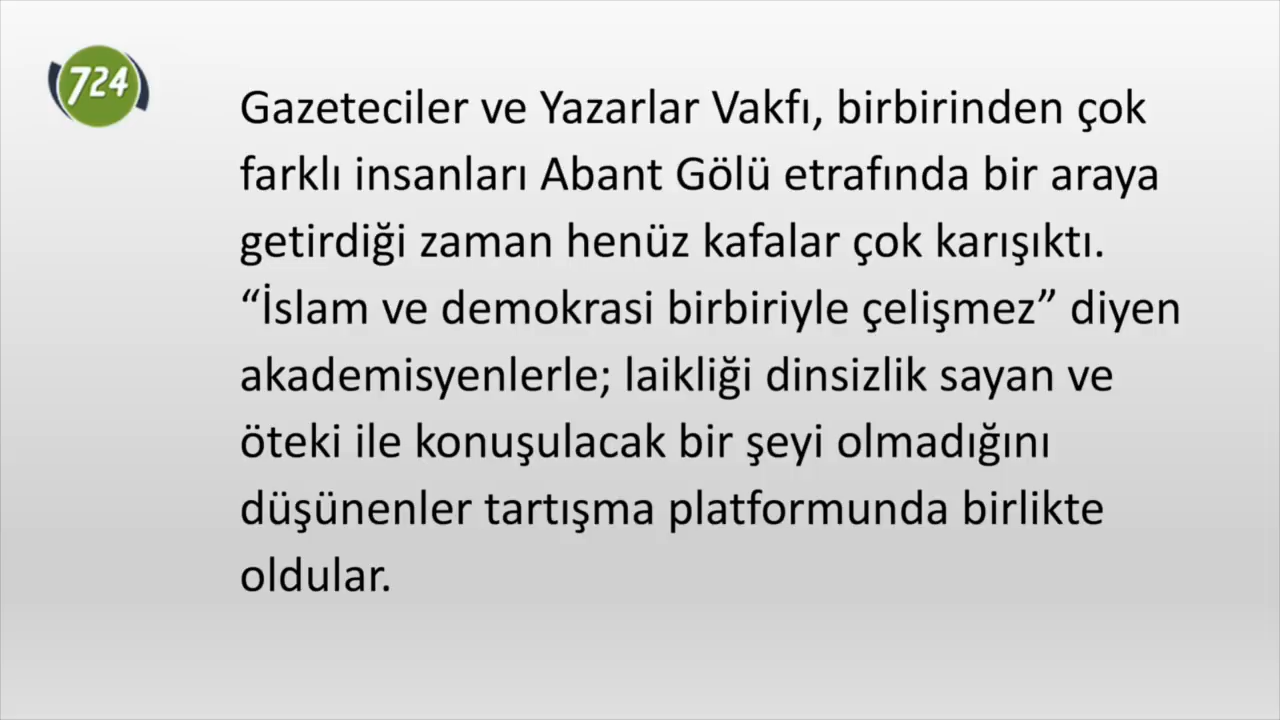 724
Gazeteciler ve Yazarlar Vakfı, birbirinden çok
farklı insanları Abant Gölü etrafında bir araya
getirdiği zaman henüz kafalar çok karışıktı.
“İslam ve demokrasi birbiriyle çelişmez” diyen
akademisyenlerle; laikliği dinsizlik sayan ve
öteki ile konuşulacak bir şeyi olmadığını
düşünenler tartışma platformunda birlikte
oldular.